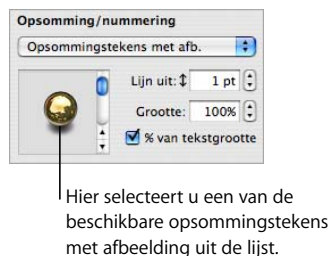 Opsomming/nummering
Opsommingstekens met afb.
Lijn uit: 1 pt
Grootte: 100%
% van tekstgrootte
Hier selecteert u een van de
beschikbare opsommingstekens
met afbeelding uit de lijst.